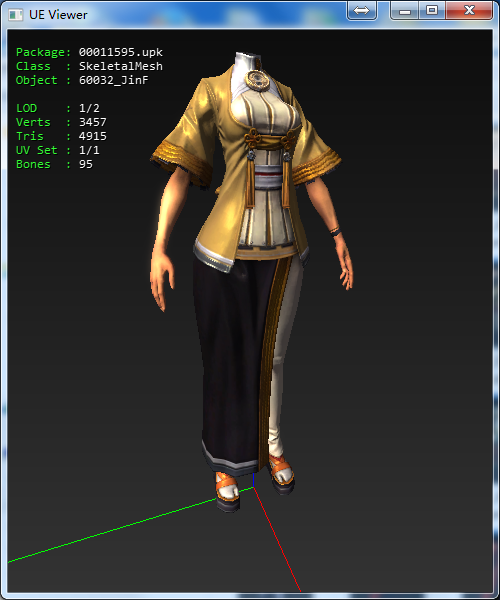 UE Viewer
Package: 00011595.upk
Class : SkeletalMesh
Object : 60032_JinF
LOD : 1/2
Verts : 3457
Tris : 4915
UV Set : 1/1
Bones : 95